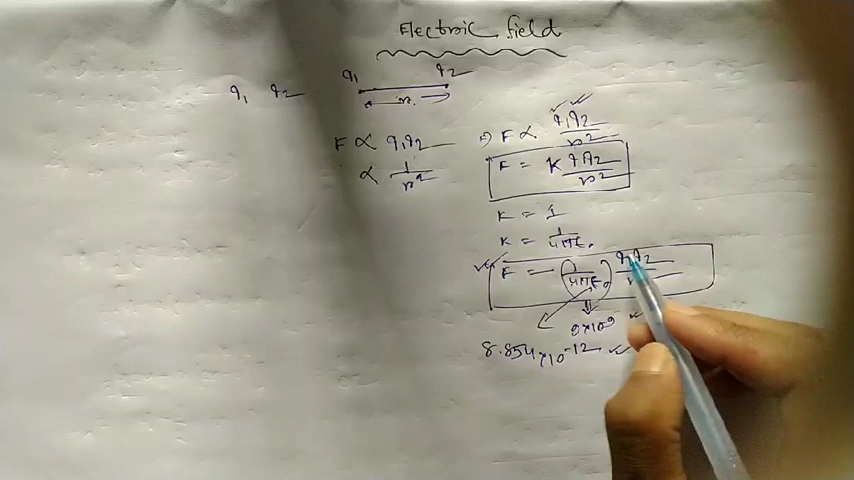 Electric field
q₁ q₂
q₁ q₂
r
F ∝ q₁q₂
∝ 1/r²
⇒ F ∝ q₁q₂/r²
F = K q₁q₂/r²
K = 1
K = 1/4πε₀
F = 1/4πε₀ q₁q₂
9×10⁹
8.854×10⁻¹²